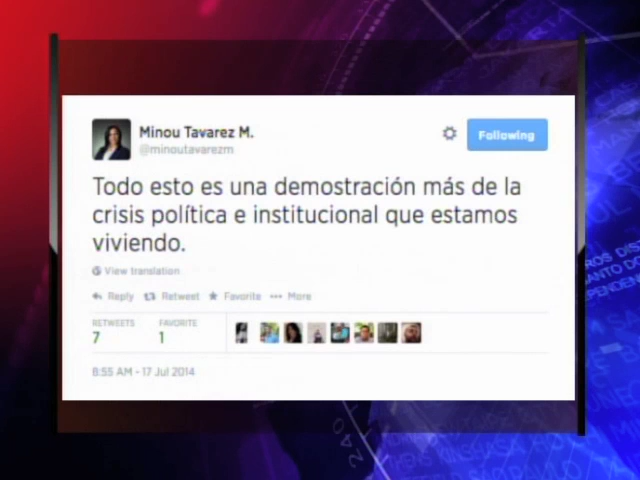 Minou Tavarez M.
@minoutavarezm
Following
Todo esto es una demostración más de la
crisis política e institucional que estamos
viviendo.
View translation
Reply Retweet Favorite More
RETWEETS FAVORITE
7 1
8:55 AM - 17 Jul 2014